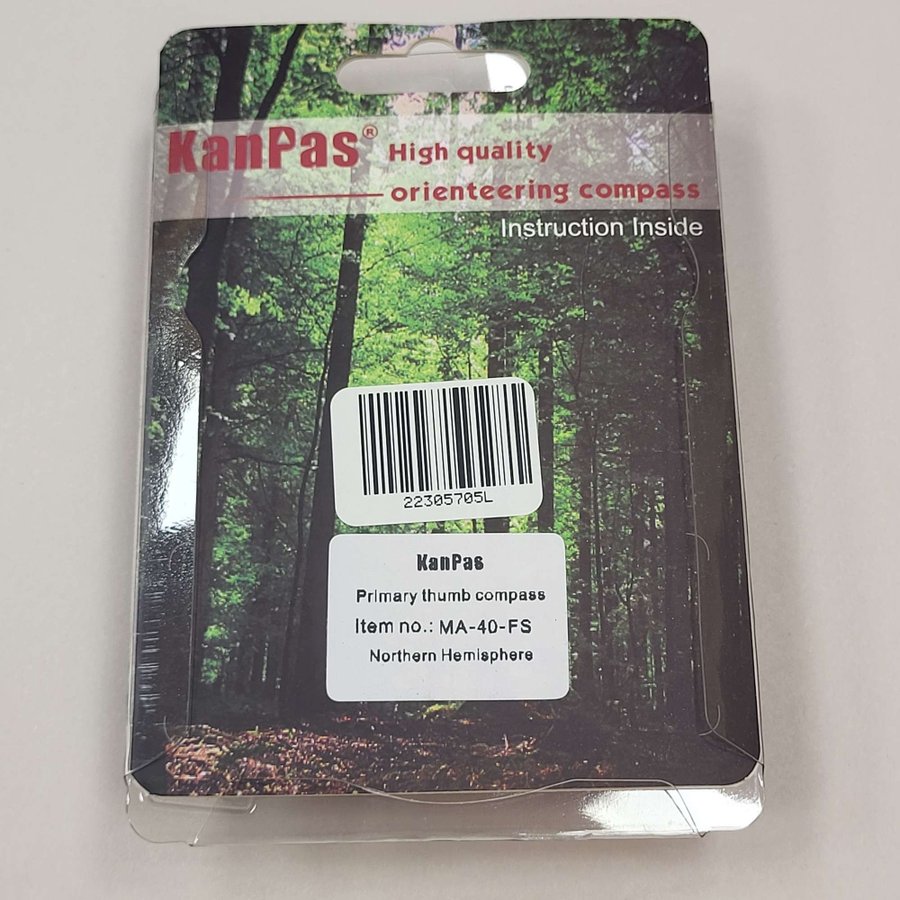 KanPas® High quality
orienteering compass
Instruction Inside
22305705L
KanPas
Primary thumb compass
Item no.: MA-40-FS
Northern Hemisphere